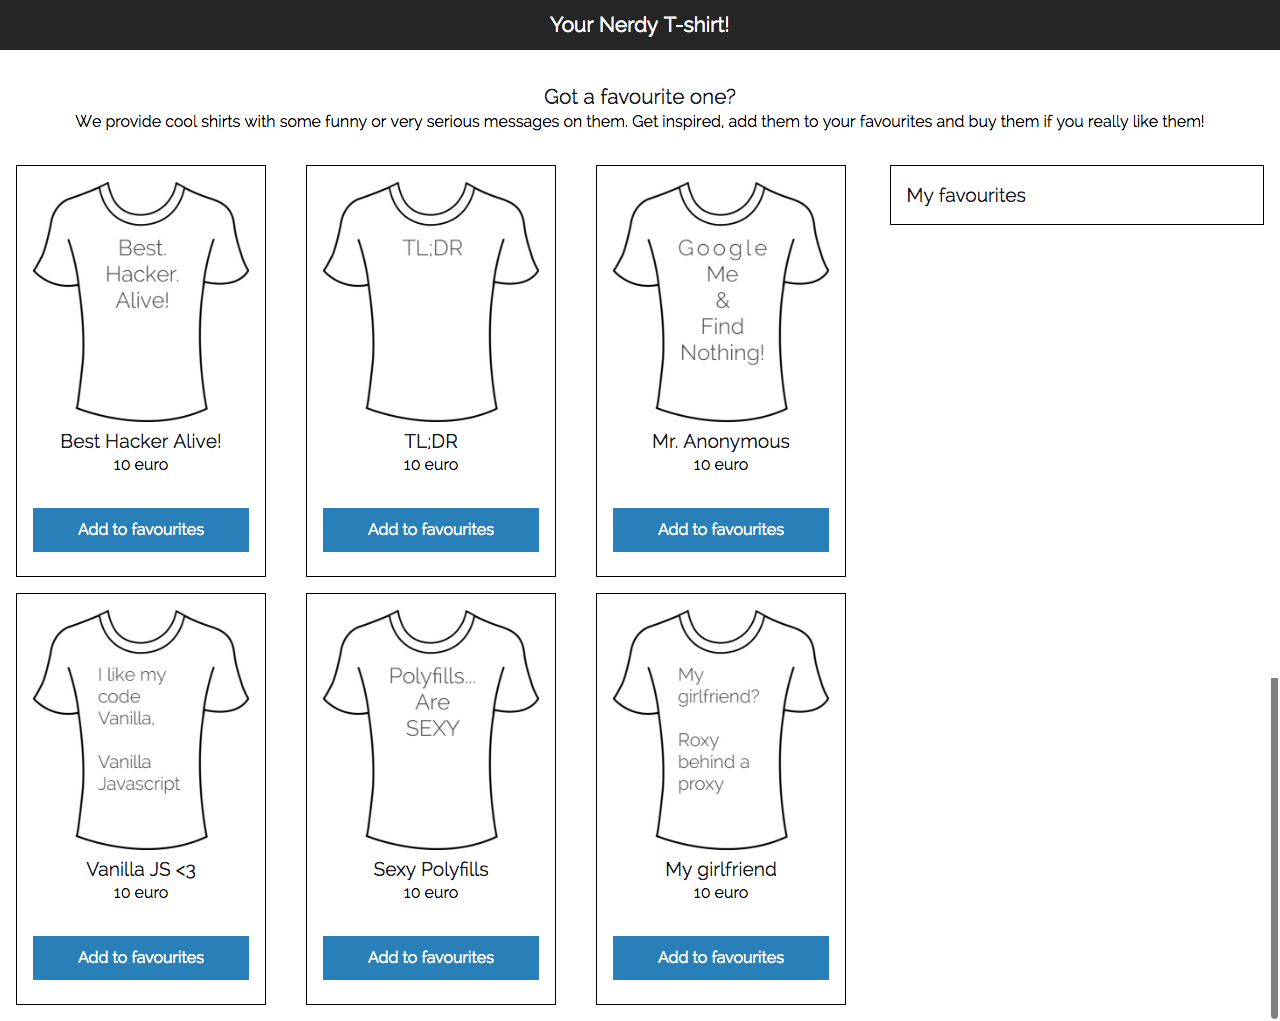 Your Nerdy T-shirt!
Got a favourite one?
We provide cool shirts with some funny or very serious messages on them. Get inspired, add them to your favourites and buy them if you really like them!
Best.
Hacker.
Alive!
Best Hacker Alive!
10 euro
Add to favourites
TL;DR
TL;DR
10 euro
Add to favourites
Google
Me
&
Find
Nothing!
Mr. Anonymous
10 euro
Add to favourites
My favourites
I like my
code
Vanilla,
Vanilla
Javascript
Vanilla JS <3
10 euro
Add to favourites
Polyfills...
Are
SEXY
Sexy Polyfills
10 euro
Add to favourites
My
girlfriend?
Roxy
behind a
proxy
My girlfriend
10 euro
Add to favourites